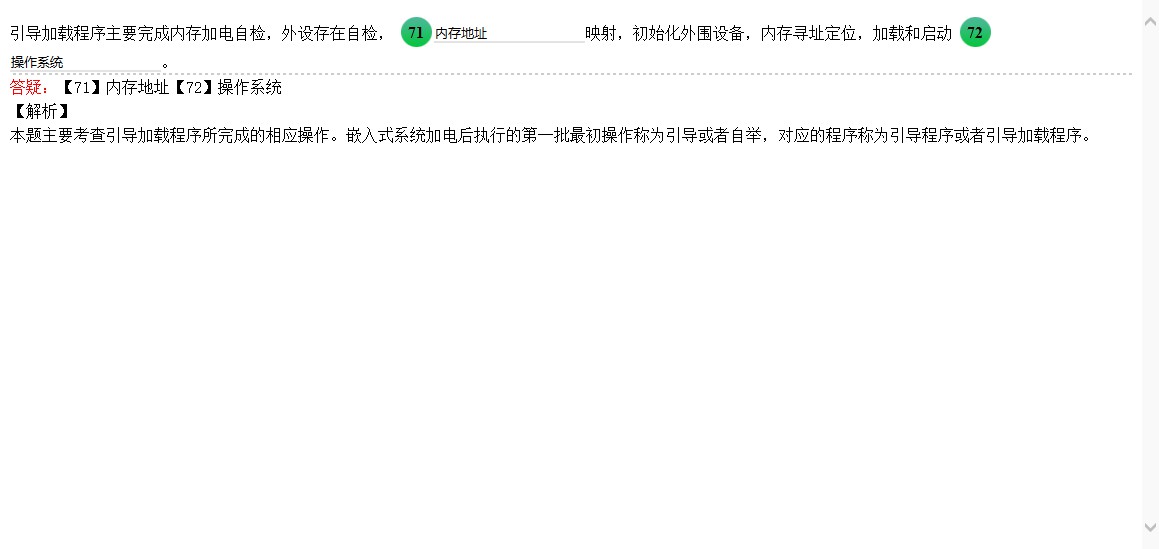 引导加载程序主要完成内存加电自检，外设存在自检，71内存地址映射，初始化外围设备，内存寻址定位，加载和启动72
操作系统。
答疑：【71】内存地址【72】操作系统
【解析】
本题主要考查引导加载程序所完成的相应操作。嵌入式系统加电后执行的第一批最初操作称为引导或者自举，对应的程序称为引导程序或者引导加载程序。